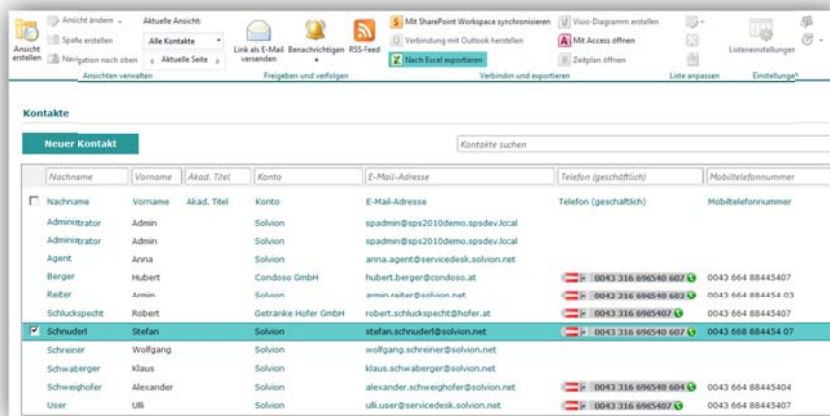 Ansicht erstellen
Ansicht ändern
Spalte erstellen
Navigation nach oben
Aktuelle Ansicht:
Alle Kontakte
Aktuelle Seite
Ansichten verwalten
Link als E-Mail versenden
Benachrichtigen
RSS-Feed
Freigeben und verfolgen
Mit SharePoint Workspace synchronisieren
Verbindung mit Outlook herstellen
Nach Excel exportieren
Visio-Diagramm erstellen
Mit Access öffnen
Zeitplan öffnen
Verbinden und exportieren
Liste anpassen
Listeneinstellungen
Einstellungen
Kontakte
Neuer Kontakt
Kontakte suchen
Nachname Vorname Akad. Titel Konto E-Mail-Adresse Telefon (geschäftlich) Mobiltelefonnummer
Nachname Vorname Akad. Titel Konto E-Mail-Adresse Telefon (geschäftlich) Mobiltelefonnummer
Administrator Admin Solvion spadmin@sps2010demo.spsdev.local
Administrator Admin Solvion spadmin@sps2010demo.spsdev.local
Agent Anna Solvion anna.agent@servicedesk.solvion.net
Berger Hubert Condoso GmbH hubert.berger@condoso.at 0043 316 696540 607 0043 664 88445407
Reiter Armin Solvion armin.reiter@solvion.net 0043 316 696540 603 0043 664 884454 03
Schluckspecht Robert Getränke Hofer GmbH robert.schluckspecht@hofer.at 0043 316 6965407 0043 664 88445407
Schnuderl Stefan Solvion stefan.schnuderl@solvion.net 0043 316 696540 607 0043 668 884454 07
Schreiner Wolfgang Solvion wolfgang.schreiner@solvion.net
Schwaberger Klaus Solvion klaus.schwaberger@solvion.net
Schweighofer Alexander Solvion alexander.schweighofer@solvion.net 0043 316 696540 604 0043 664 88445404
User Ulli Solvion ulli.user@servicedesk.solvion.net 0043 316 6965407 0043 664 88445407